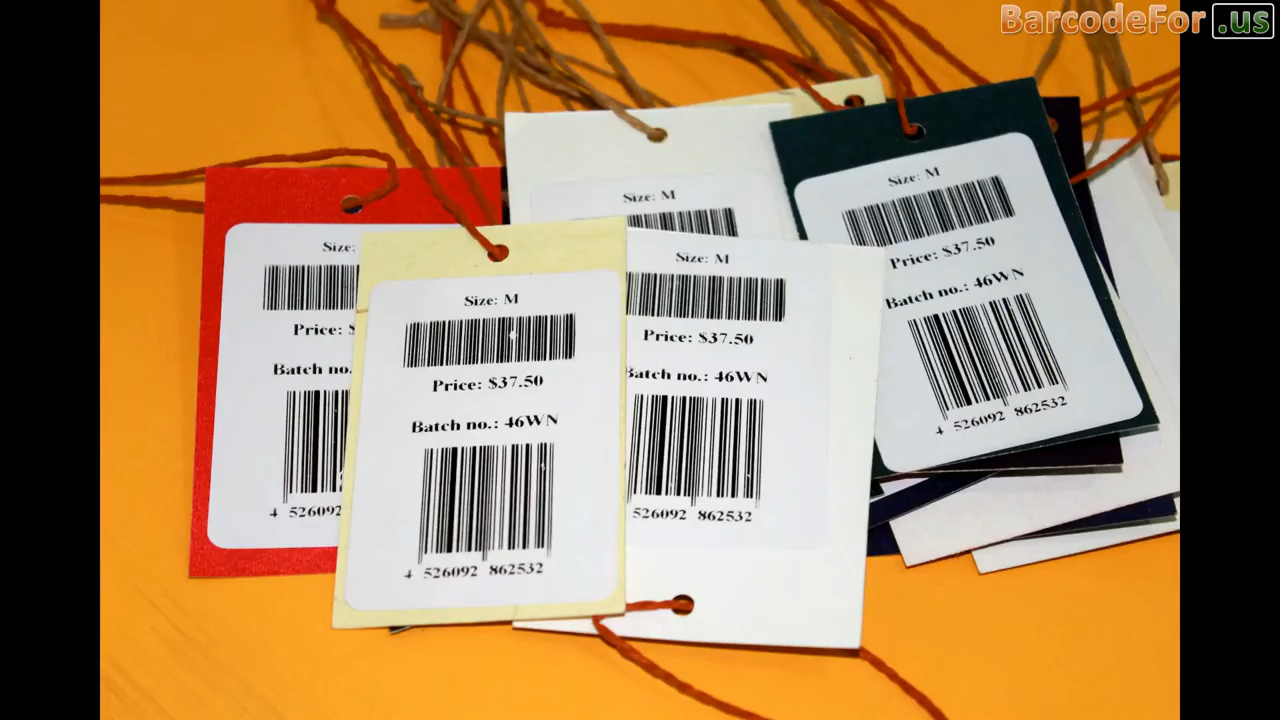 BarcodeFor.us
Size:
Price: $
Batch no.
4 526092
Size: M
Price: $37.50
Batch no.: 46WN
4 526092 862532
Size: M
Size: M
Price: $37.50
Batch no.: 46WN
526092 862532
Size: M
Price: $37.50
Batch no.: 46WN
4 526092 862532